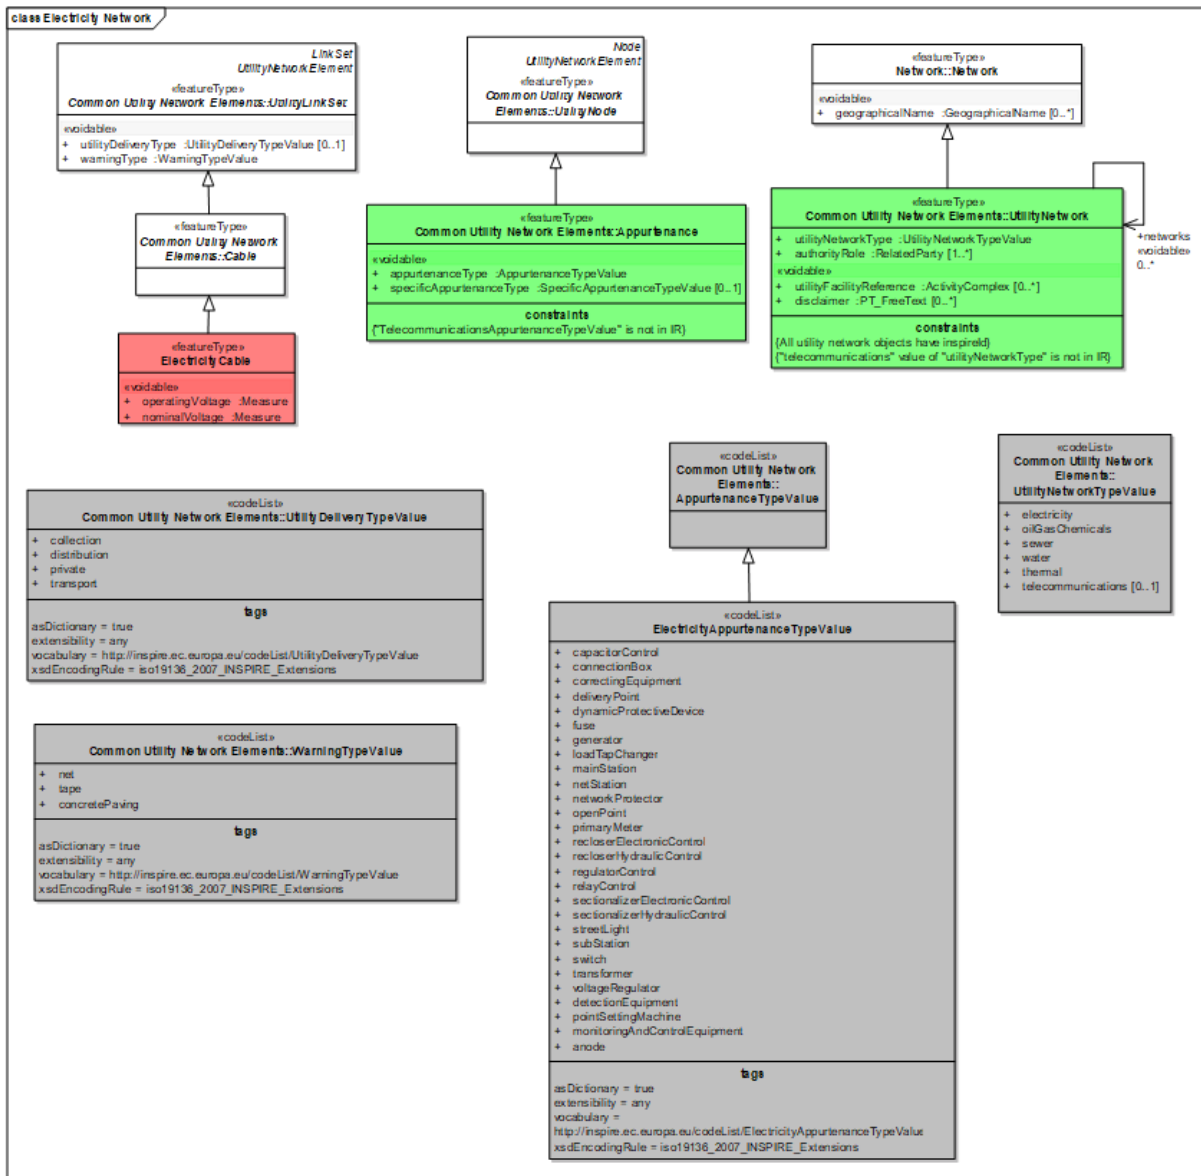 class Electricity Network
LinkSet
UtilityNetworkElement
«featureType»
Common Utility Network Elements::UtilityLinkSet
«voidable»
+ utilityDeliveryType :UtilityDeliveryTypeValue [0..1]
+ warningType :WarningTypeValue
«featureType»
Common Utility Network
Elements::Cable
«featureType»
ElectricityCable
«voidable»
+ operatingVoltage :Measure
+ nominalVoltage :Measure
Node
UtilityNetworkElement
«featureType»
Common Utility Network
Elements::UtilityNode
«featureType»
Common Utility Network Elements::Appurtenance
«voidable»
+ appurtenanceType :AppurtenanceTypeValue
+ specificAppurtenanceType :SpecificAppurtenanceTypeValue [0..1]
constraints
{"TelecommunicationsAppurtenanceTypeValue" is not in IR}
«featureType»
Network::Network
«voidable»
+ geographicalName :GeographicalName [0..*]
«featureType»
Common Utility Network Elements::UtilityNetwork
+ utilityNetworkType :UtilityNetworkTypeValue
+ authorityRole :RelatedParty [1..*]
«voidable»
+ utilityFacilityReference :ActivityComplex [0..*]
+ disclaimer :PT_FreeText [0..*]
constraints
{All utility network objects have inspireId}
{"telecommunications" value of "utilityNetworkType" is not in IR}
+networks
«voidable»
0..*
«codeList»
Common Utility Network Elements::UtilityDeliveryTypeValue
+ collection
+ distribution
+ private
+ transport
tags
asDictionary = true
extensibility = any
vocabulary = http://inspire.ec.europa.eu/codeList/UtilityDeliveryTypeValue
xsdEncodingRule = iso19136_2007_INSPIRE_Extensions
«codeList»
Common Utility Network Elements::WarningTypeValue
+ net
+ tape
+ concretePaving
tags
asDictionary = true
extensibility = any
vocabulary = http://inspire.ec.europa.eu/codeList/WarningTypeValue
xsdEncodingRule = iso19136_2007_INSPIRE_Extensions
«codeList»
Common Utility Network
Elements::
AppurtenanceTypeValue
«codeList»
ElectricityAppurtenanceTypeValue
+ capacitorControl
+ connectionBox
+ correctingEquipment
+ deliveryPoint
+ dynamicProtectiveDevice
+ fuse
+ generator
+ loadTapChanger
+ mainStation
+ netStation
+ networkProtector
+ openPoint
+ primaryMeter
+ recloserElectronicControl
+ recloserHydraulicControl
+ regulatorControl
+ relayControl
+ sectionalizerElectronicControl
+ sectionalizerHydraulicControl
+ streetLight
+ subStation
+ switch
+ transformer
+ voltageRegulator
+ detectionEquipment
+ pointSettingMachine
+ monitoringAndControlEquipment
+ anode
tags
asDictionary = true
extensibility = any
vocabulary =
http://inspire.ec.europa.eu/codeList/ElectricityAppurtenanceTypeValue
xsdEncodingRule = iso19136_2007_INSPIRE_Extensions
«codeList»
Common Utility Network
Elements::
UtilityNetworkTypeValue
+ electricity
+ oilGasChemicals
+ sewer
+ water
+ thermal
+ telecommunications [0..1]